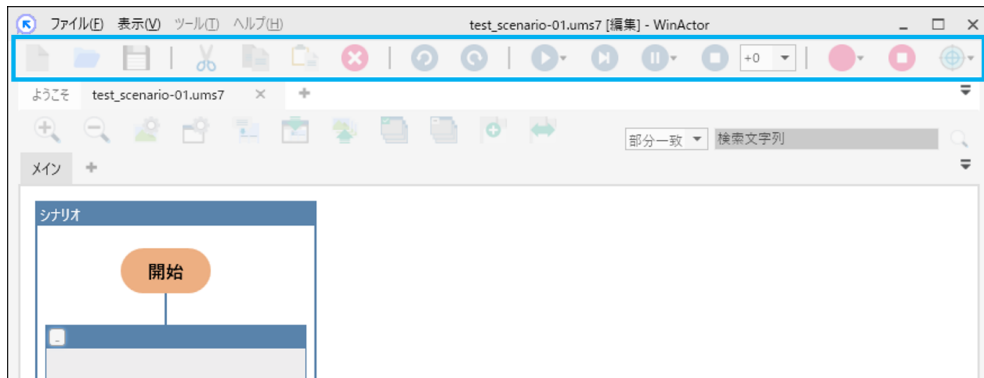 ファイル(F) 表示(V) ツール(T) ヘルプ(H) test_scenario-01.ums7 [編集] - WinActor
+0
ようこそ test_scenario-01.ums7
部分一致 検索文字列
メイン
シナリオ
開始